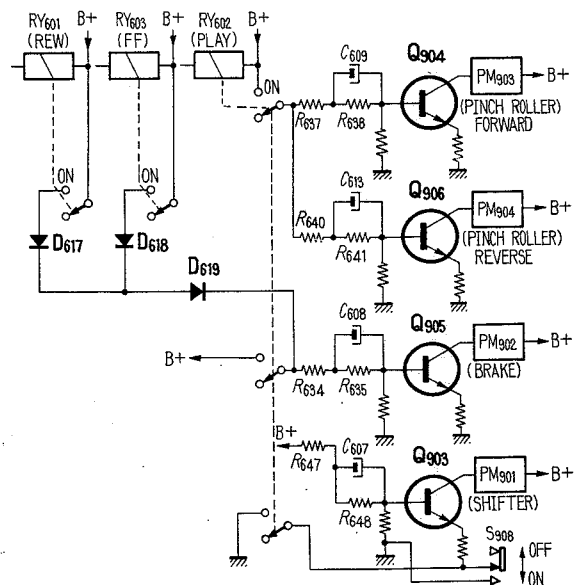 RY601 B+ RY603 B+ RY602 B+
(REW) (FF) (PLAY)
C609
Q904
PM903 B+
ON
R637 R638
(PINCH ROLLER)
FORWARD
ON ON
C613
Q906
PM904 B+
R640 R641
(PINCH ROLLER)
REVERSE
D617 D618
D619
C608
Q905
PM902 B+
B+
R634 R635
(BRAKE)
B+
R647
C607
Q903
PM901 B+
R648
(SHIFTER)
S908
OFF
ON